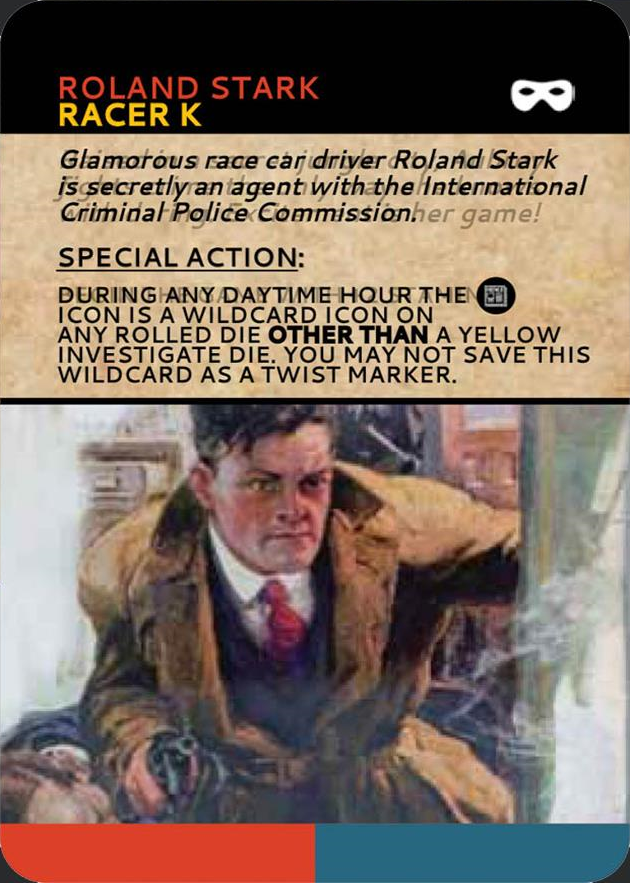 ROLAND STARK
RACER K
Glamorous race car driver Roland Stark
is secretly an agent with the International
Criminal Police Commission.
her game!
SPECIAL ACTION:
DURING ANY DAYTIME HOUR THE
ICON IS A WILDCARD ICON ON
ANY ROLLED DIE OTHER THAN A YELLOW
INVESTIGATE DIE. YOU MAY NOT SAVE THIS
WILDCARD AS A TWIST MARKER.